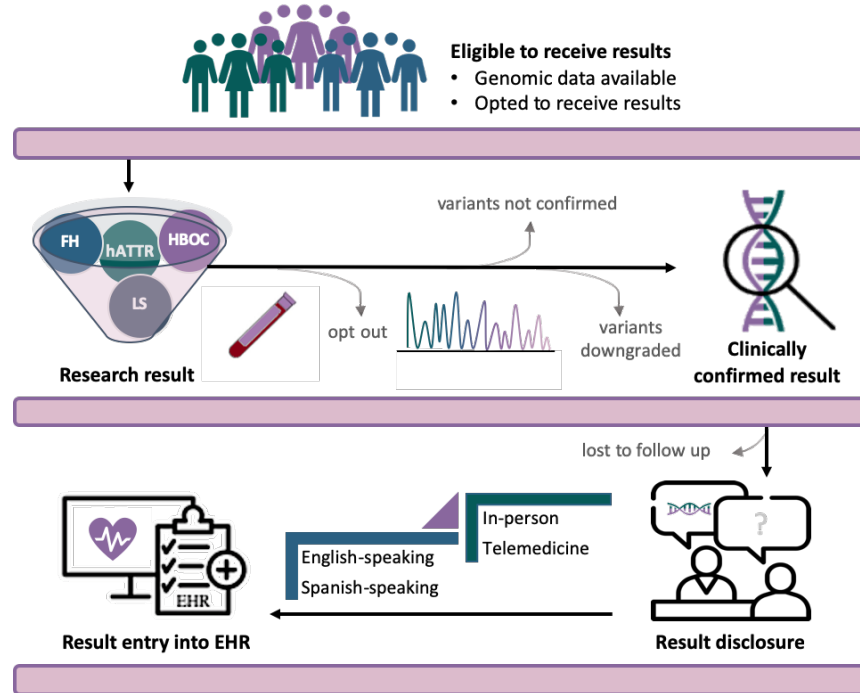 Eligible to receive results
• Genomic data available
• Opted to receive results
variants not confirmed
FH
hATTR
HBOC
LS
opt out
variants
downgraded
Research result
Clinically
confirmed result
lost to follow up
?
In-person
Telemedicine
English-speaking
Spanish-speaking
EHR
Result entry into EHR
Result disclosure